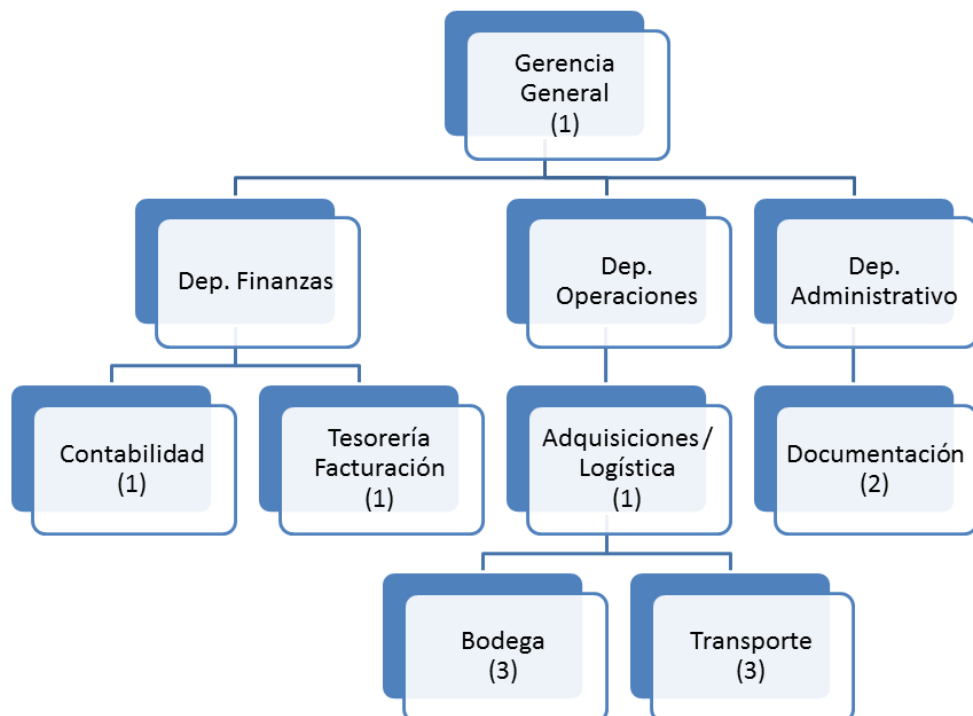 Gerencia
General
(1)
Dep. Finanzas
Dep.
Operaciones
Dep.
Administrativo
Contabilidad
(1)
Tesorería
Facturación
(1)
Adquisiciones /
Logística
(1)
Documentación
(2)
Bodega
(3)
Transporte
(3)